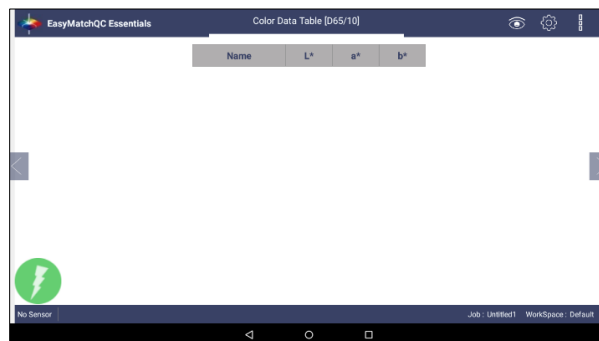 EasyMatchQC Essentials
Color Data Table [D65/10]
Name L* a* b*
No Sensor
Job : Untitled1 WorkSpace : Default